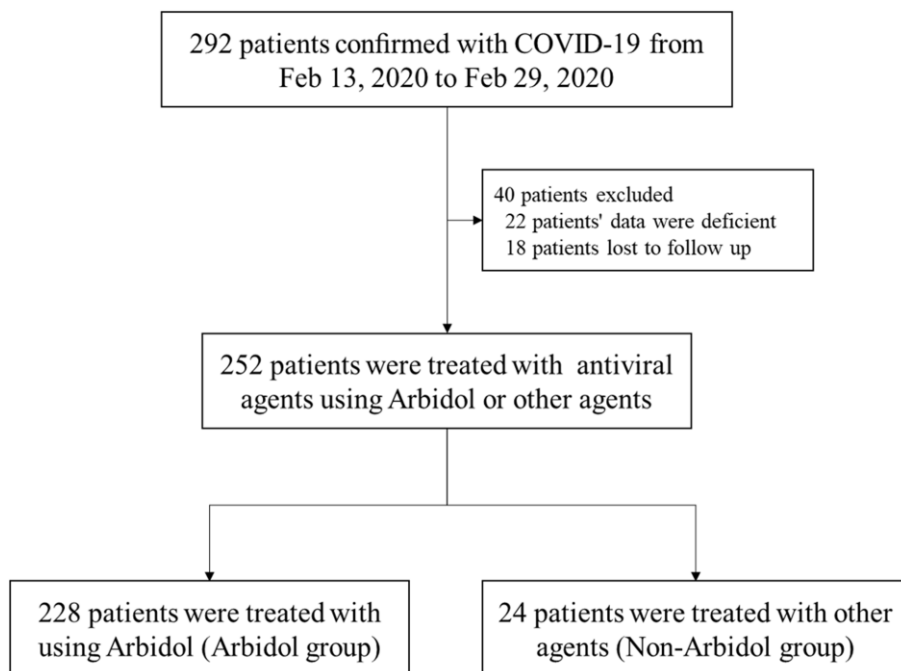 292 patients confirmed with COVID-19 from
Feb 13, 2020 to Feb 29, 2020
40 patients excluded
22 patients' data were deficient
18 patients lost to follow up
252 patients were treated with antiviral
agents using Arbidol or other agents
228 patients were treated with
using Arbidol (Arbidol group)
24 patients were treated with other
agents (Non-Arbidol group)